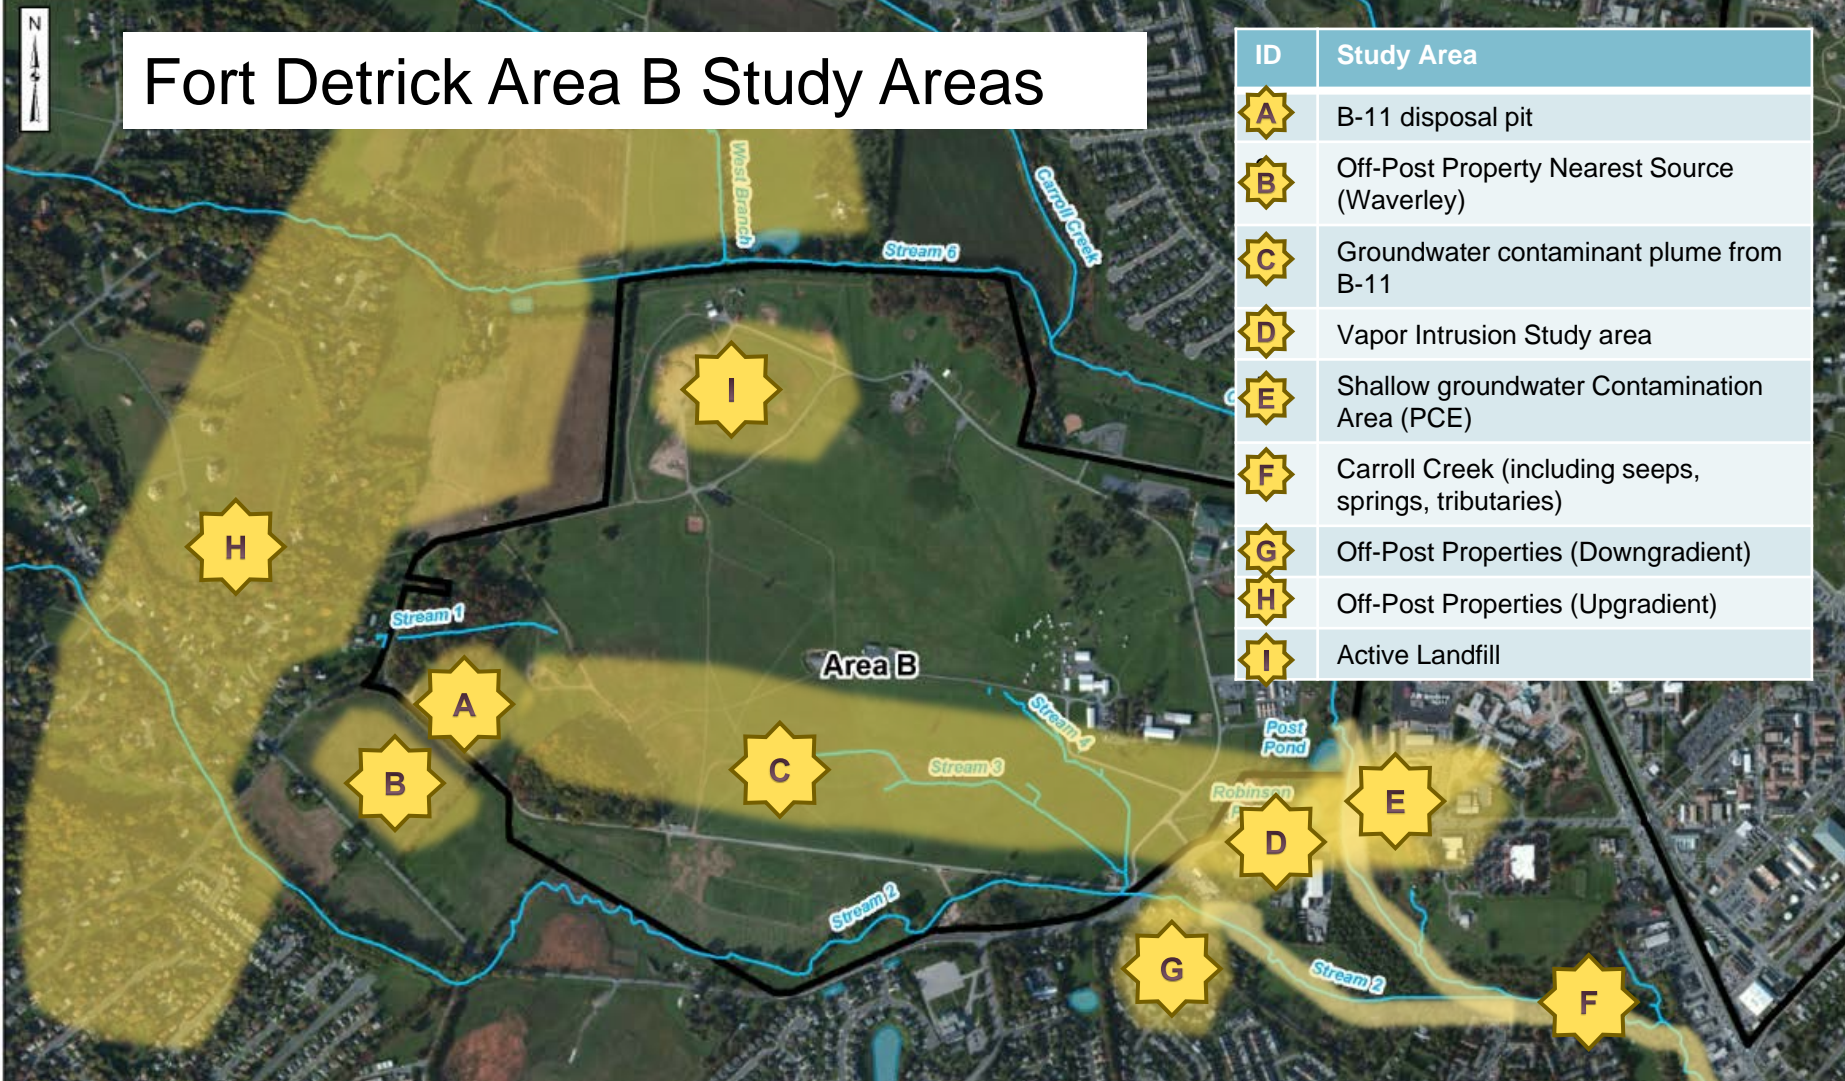 N
Fort Detrick Area B Study Areas
ID Study Area
A B-11 disposal pit
B Off-Post Property Nearest Source
(Waverley)
C Groundwater contaminant plume from
B-11
D Vapor Intrusion Study area
E Shallow groundwater Contamination
Area (PCE)
F Carroll Creek (including seeps,
springs, tributaries)
G Off-Post Properties (Downgradient)
H Off-Post Properties (Upgradient)
I Active Landfill
West Branch
Carroll Creek
Stream 6
I
H
Stream 1
Area B
A
Stream 4
Post
Pond
B
C
Stream 3
Robinson
E
D
Stream 2
G
Stream 2
F